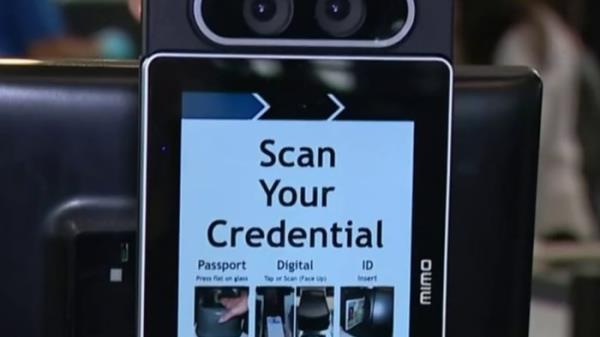 Scan
Your
Credential
Passport Digital ID
Press flat on glass Tap or Scan (Face Up) Insert
mimo